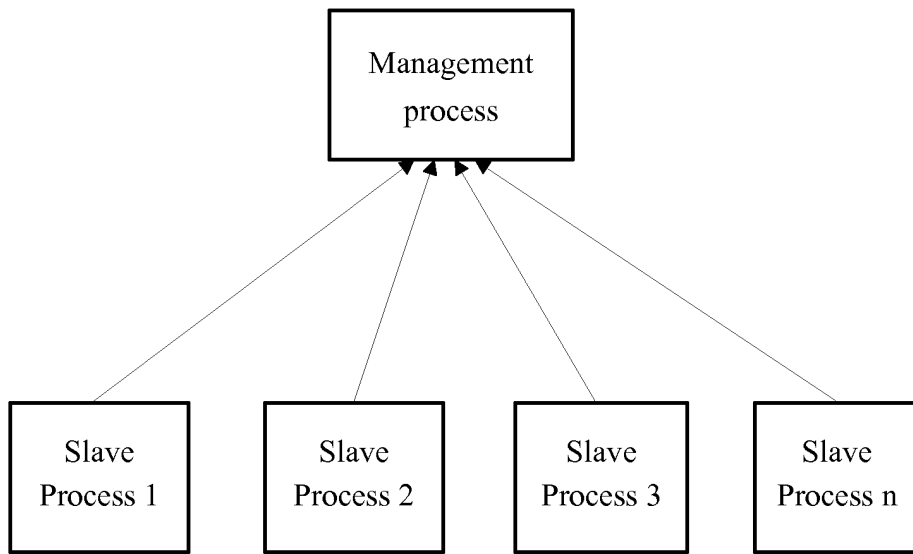 Management
process
Slave
Process 1
Slave
Process 2
Slave
Process 3
Slave
Process n